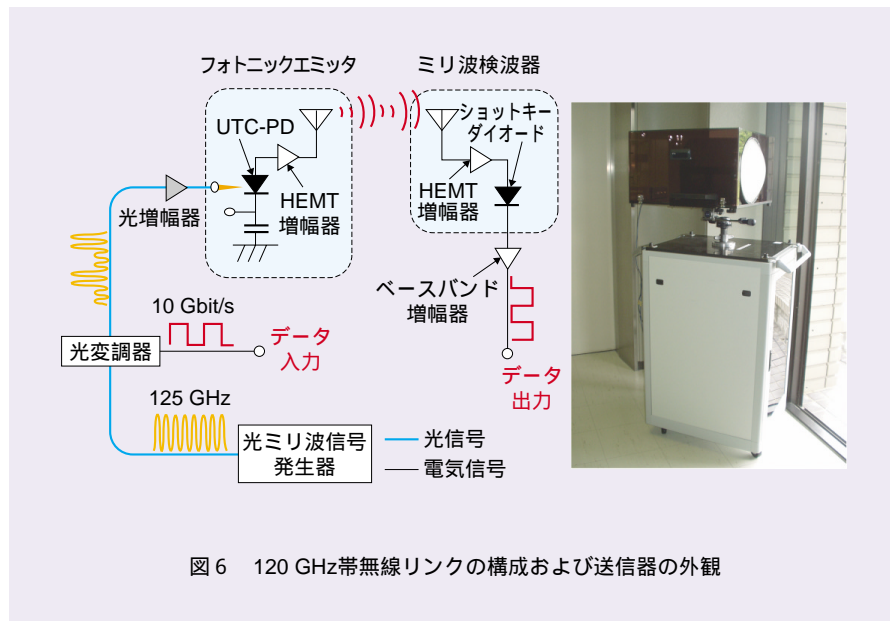 フォトニックエミッタ
ミリ波検波器
UTC-PD
ショットキー
ダイオード
HEMT
増幅器
HEMT
増幅器
光増幅器
ベースバンド
増幅器
10 Gbit/s
データ
入力
光変調器
データ
出力
125 GHz
光ミリ波信号
発生器
光信号
電気信号
図6 120 GHz帯無線リンクの構成および送信器の外観